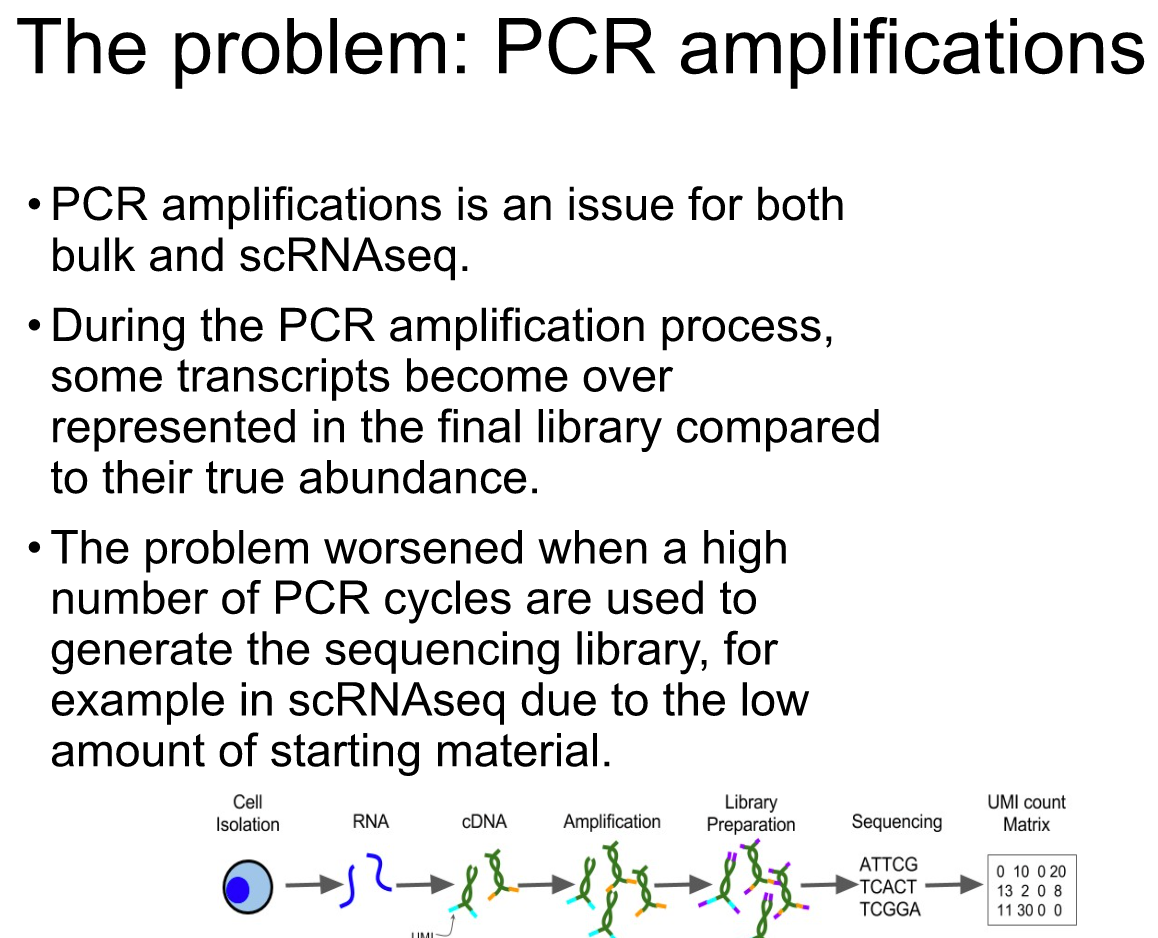 The problem: PCR amplifications
•PCR amplifications is an issue for both
bulk and scRNAseq.
•During the PCR amplification process,
some transcripts become over
represented in the final library compared
to their true abundance.
•The problem worsened when a high
number of PCR cycles are used to
generate the sequencing library, for
example in scRNAseq due to the low
amount of starting material.
Cell
Isolation
RNA
cDNA
Amplification
Library
Preparation
Sequencing
UMI count
Matrix
ATTCG
TCACT
TCGGA
0 10 0 20
13 2 0 8
11 30 0 0
UMI